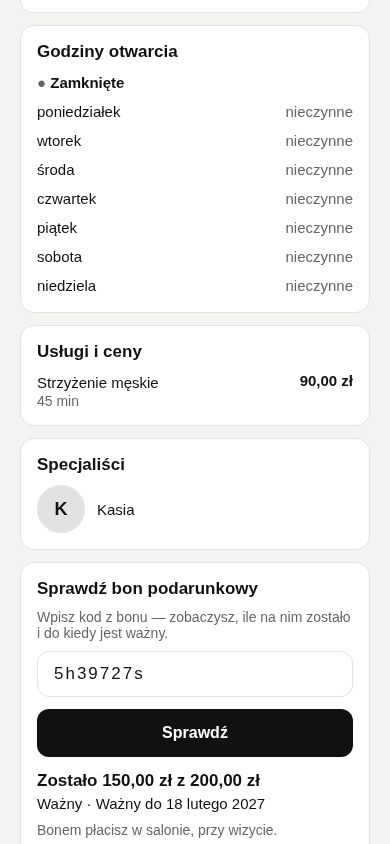 Godziny otwarcia
● Zamknięte
poniedziałek nieczynne
wtorek nieczynne
środa nieczynne
czwartek nieczynne
piątek nieczynne
sobota nieczynne
niedziela nieczynne
Usługi i ceny
Strzyżenie męskie 90,00 zł
45 min
Specjaliści
K Kasia
Sprawdź bon podarunkowy
Wpisz kod z bonu — zobaczysz, ile na nim zostało
i do kiedy jest ważny.
5h39727s
Sprawdź
Zostało 150,00 zł z 200,00 zł
Ważny · Ważny do 18 lutego 2027
Bonem płacisz w salonie, przy wizycie.